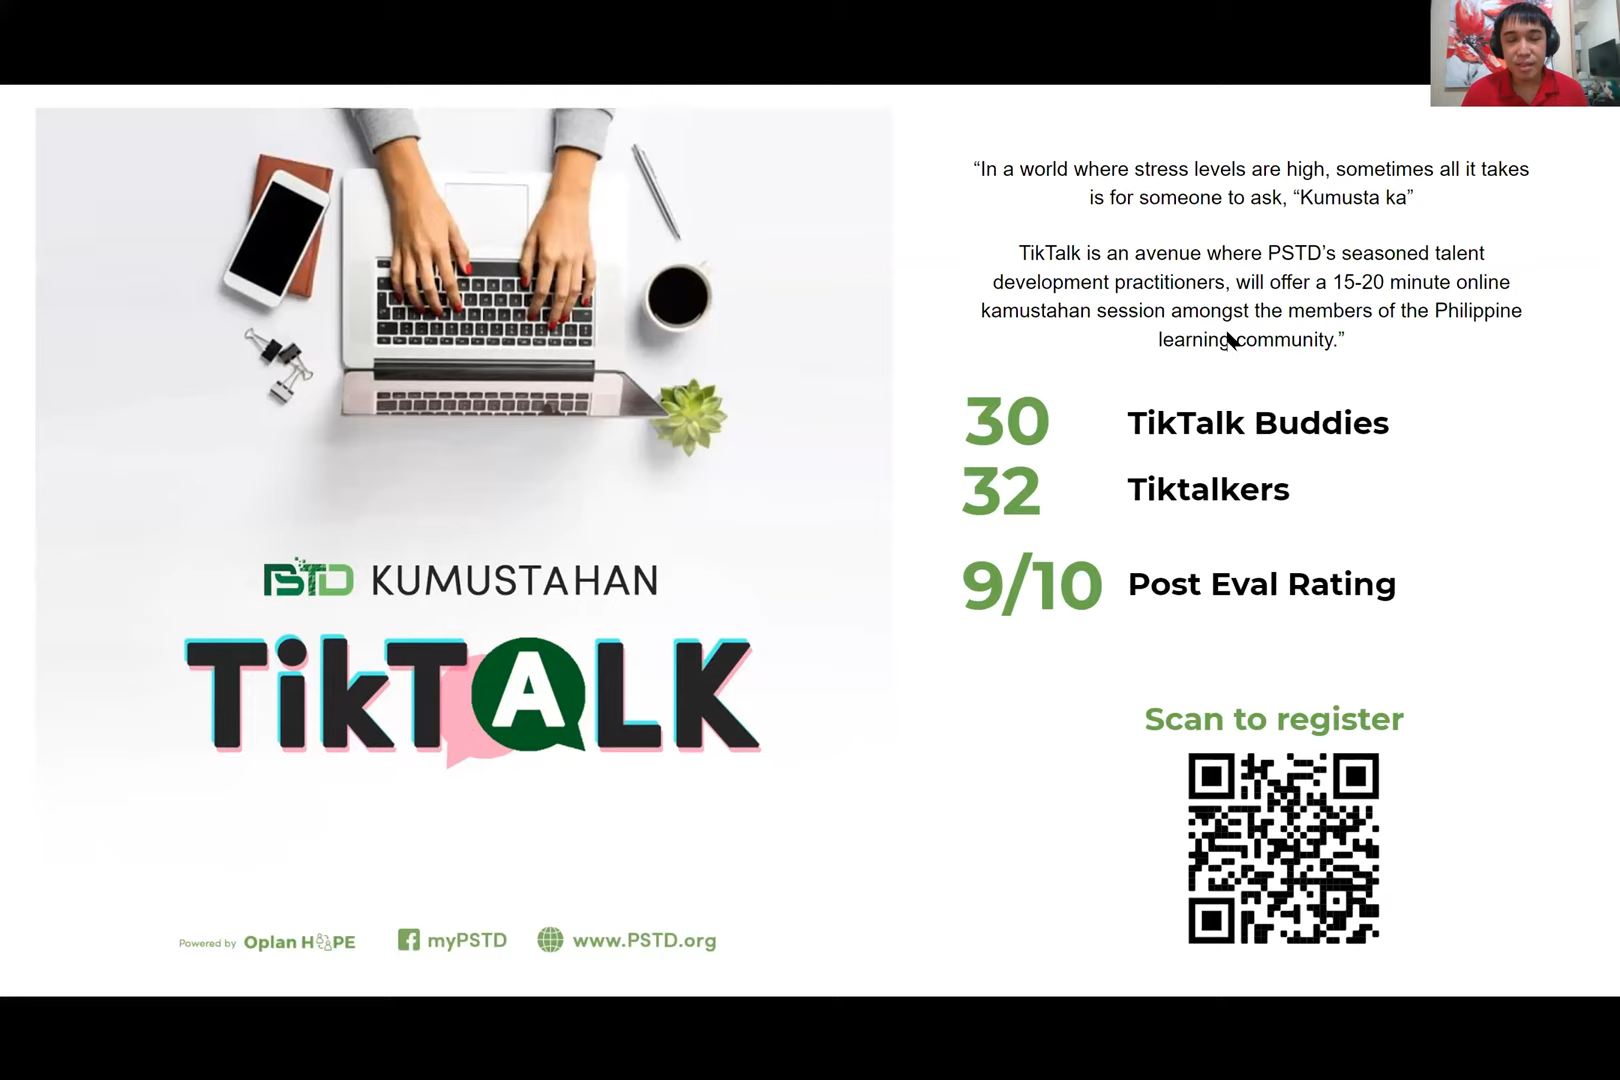 “In a world where stress levels are high, sometimes all it takes
is for someone to ask, “Kumusta ka”
TikTalk is an avenue where PSTD’s seasoned talent
development practitioners, will offer a 15-20 minute online
kamustahan session amongst the members of the Philippine
learning community.”
30 TikTalk Buddies
32 Tiktalkers
9/10 Post Eval Rating
PSTD KUMUSTAHAN
TikTALK
Scan to register
Powered by Oplan HOPE myPSTD www.PSTD.org